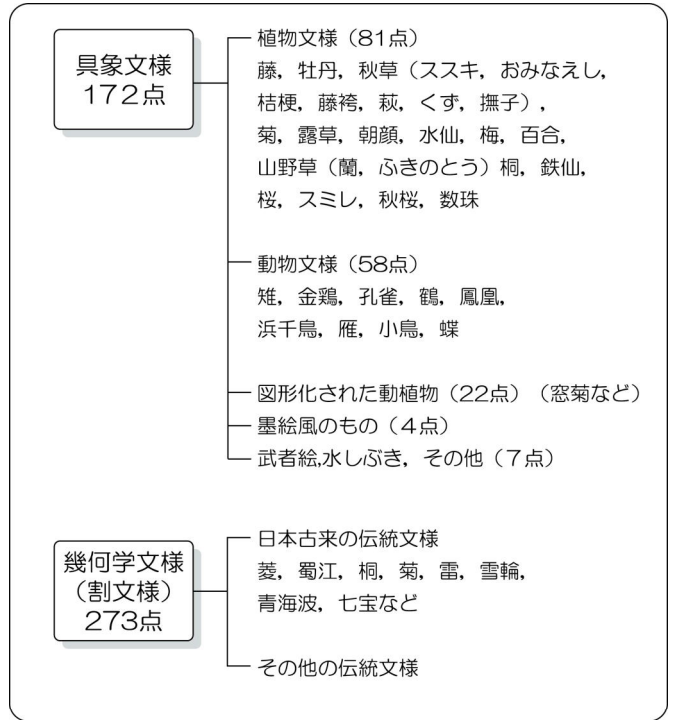 具象文様
172点
植物文様（81点）
藤，牡丹，秋草（ススキ，おみなえし，
桔梗，藤袴，萩，くず，撫子），
菊，露草，朝顔，水仙，梅，百合，
山野草（蘭，ふきのとう）桐，鉄仙，
桜，スミレ，秋桜，数珠
動物文様（58点）
雉，金鶏，孔雀，鶴，鳳凰，
浜千鳥，雁，小鳥，蝶
図形化された動植物（22点）（窓菊など）
墨絵風のもの（4点）
武者絵,水しぶき，その他（7点）
幾何学文様
（割文様）
273点
日本古来の伝統文様
菱，蜀江，桐，菊，雷，雪輪，
青海波，七宝など
その他の伝統文様